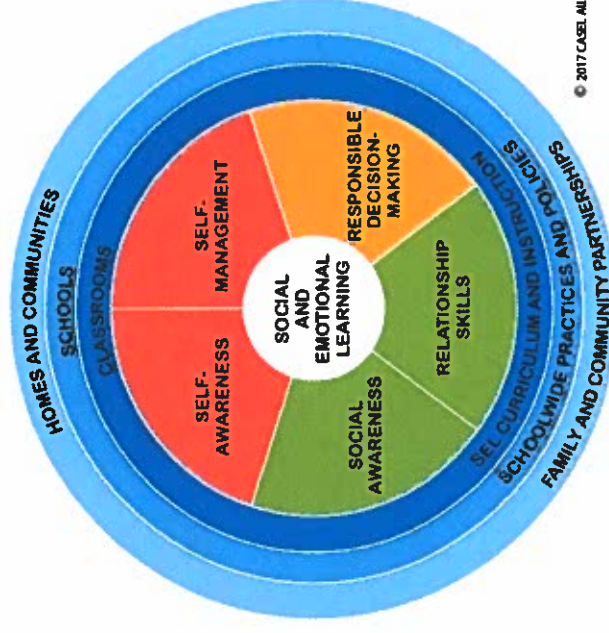 HOMES AND COMMUNITIES
SCHOOLS
CLASSROOMS
SELF-
AWARENESS
SELF-
MANAGEMENT
SOCIAL
AND
EMOTIONAL
LEARNING
RESPONSIBLE
DECISION-
MAKING
SOCIAL
AWARENESS
RELATIONSHIP
SKILLS
SEL CURRICULUM AND INSTRUCTION
SCHOOLWIDE PRACTICES AND POLICIES
FAMILY AND COMMUNITY PARTNERSHIPS
© 2017 CASEL